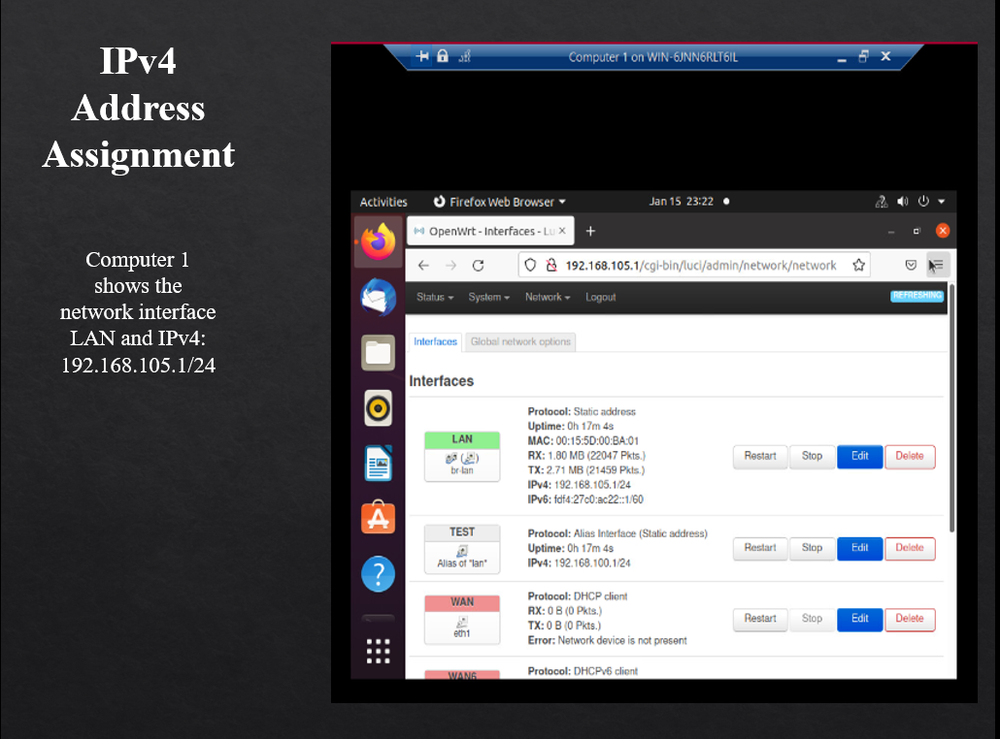 IPv4
Address
Assignment
Computer 1
shows the
network interface
LAN and IPv4:
192.168.105.1/24
Computer 1 on WIN-6JNN6RLT6IL
Activities
Firefox Web Browser
Jan 15 23:22
OpenWrt - Interfaces - Lu
192.168.105.1/cgi-bin/luci/admin/network/network
Status System Network Logout
REFRESHING
Interfaces Global network options
Interfaces
LAN
br-lan
Protocol: Static address
Uptime: 0h 17m 4s
MAC: 00:15:5D:00:BA:01
RX: 1.80 MB (22047 Pkts.)
TX: 2.71 MB (21459 Pkts.)
IPv4: 192.168.105.1/24
IPv6: fdf4:27c0:ac22::1/60
Restart Stop Edit Delete
TEST
Alias of "lan"
Protocol: Alias Interface (Static address)
Uptime: 0h 17m 4s
IPv4: 192.168.100.1/24
Restart Stop Edit Delete
WAN
eth1
Protocol: DHCP client
RX: 0 B (0 Pkts.)
TX: 0 B (0 Pkts.)
Error: Network device is not present
Restart Stop Edit Delete
WAN6
Protocol: DHCPv6 client